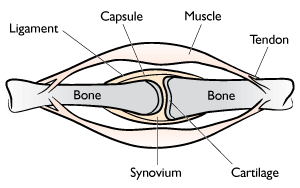 Capsule
Muscle
Ligament
Tendon
Bone
Bone
Synovium
Cartilage